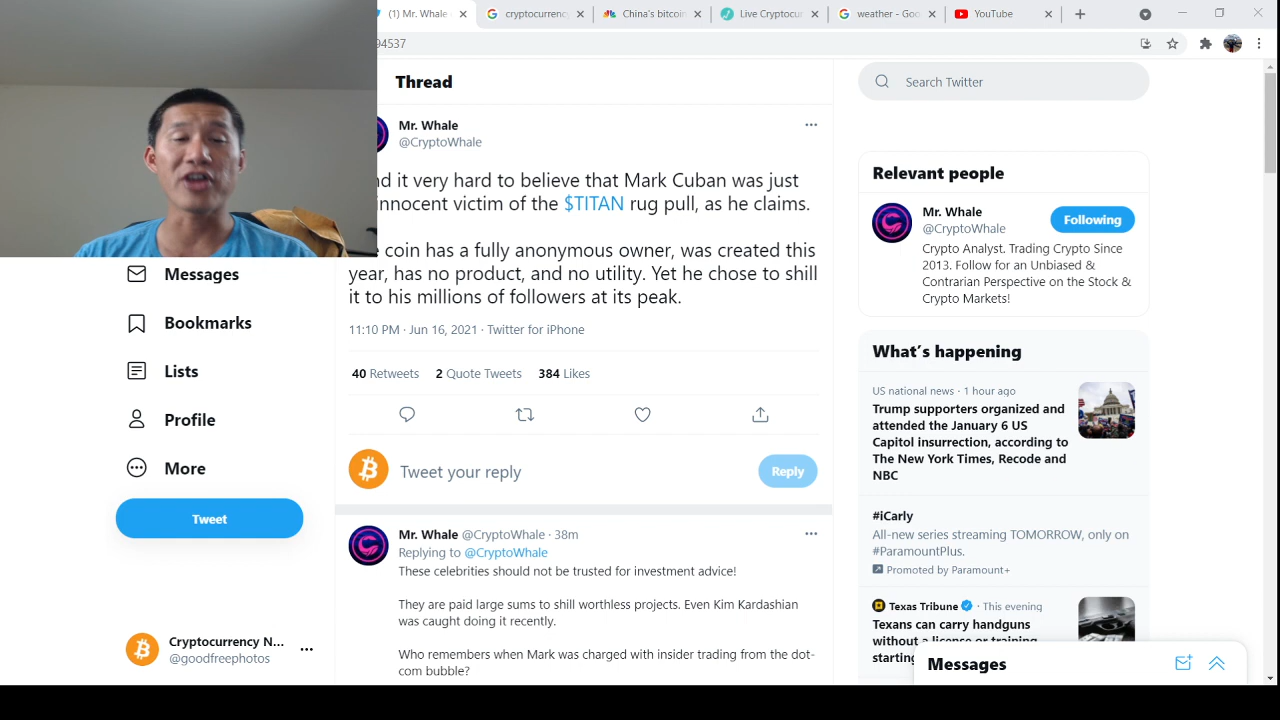 (1) Mr. Whale
cryptocurrency
China's bitcoin
Live Cryptocur
weather - Goo
YouTube
94537
Thread
Search Twitter
Mr. Whale
@CryptoWhale
nd it very hard to believe that Mark Cuban was just
innocent victim of the $TITAN rug pull, as he claims.
coin has a fully anonymous owner, was created this
year, has no product, and no utility. Yet he chose to shill
it to his millions of followers at its peak.
11:10 PM · Jun 16, 2021 · Twitter for iPhone
40 Retweets 2 Quote Tweets 384 Likes
Tweet your reply
Reply
Mr. Whale @CryptoWhale · 38m
Replying to @CryptoWhale
These celebrities should not be trusted for investment advice!
They are paid large sums to shill worthless projects. Even Kim Kardashian
was caught doing it recently.
Who remembers when Mark was charged with insider trading from the dot-
com bubble?
Messages
Bookmarks
Lists
Profile
More
Tweet
Cryptocurrency N...
@goodfreephotos
Relevant people
Mr. Whale
@CryptoWhale
Following
Crypto Analyst. Trading Crypto Since
2013. Follow for an Unbiased &
Contrarian Perspective on the Stock &
Crypto Markets!
What's happening
US national news · 1 hour ago
Trump supporters organized and
attended the January 6 US
Capitol insurrection, according to
The New York Times, Recode and
NBC
#iCarly
All-new series streaming TOMORROW, only on
#ParamountPlus.
Promoted by Paramount+
Texas Tribune · This evening
Texans can carry handguns
without a license or training
starting
Messages